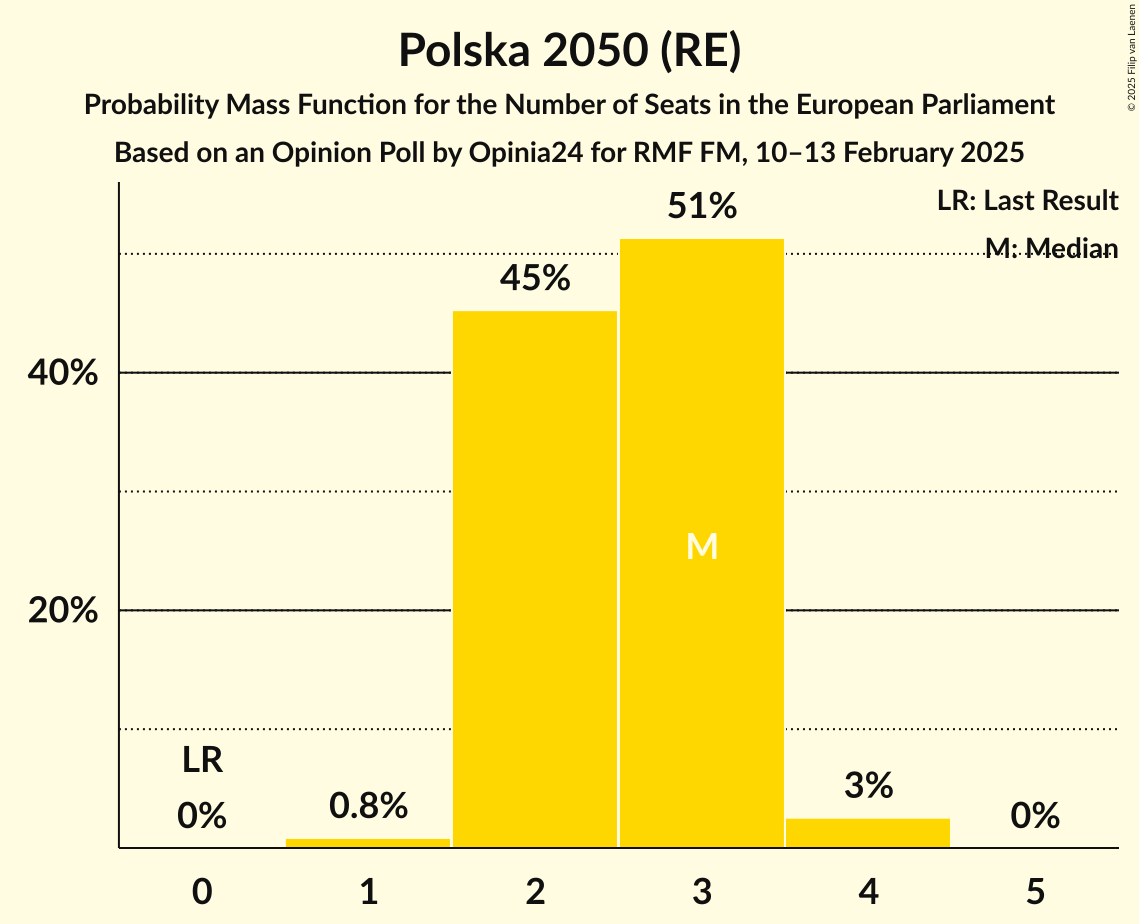 Polska 2050 (RE)
Probability Mass Function for the Number of Seats in the European Parliament
Based on an Opinion Poll by Opinia24 for RMF FM, 10–13 February 2025
© 2025 Filip van Laenen
LR: Last Result
M: Median
51%
45%
40%
M
20%
LR
0%
0.8%
3%
0%
0 1 2 3 4 5